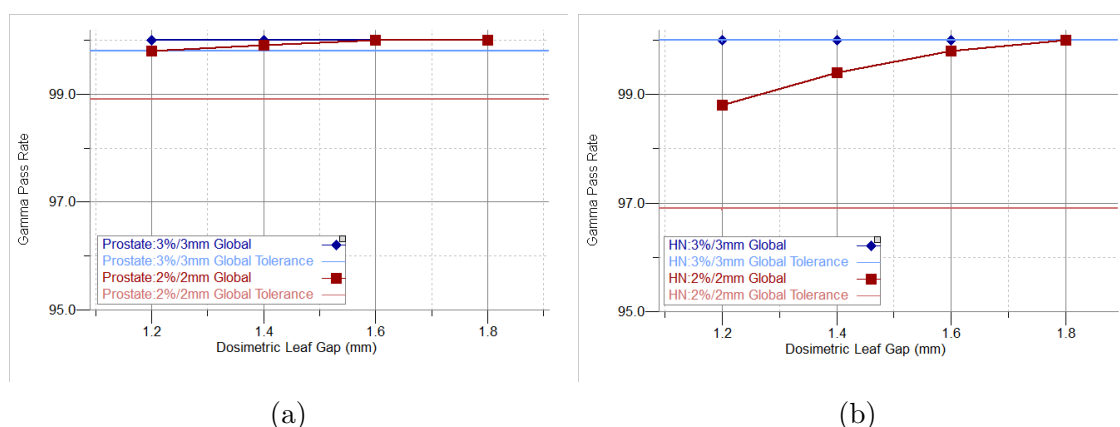 Gamma Pass Rate
99.0
97.0
95.0
Prostate:3%/3mm Global
Prostate:3%/3mm Global Tolerance
Prostate:2%/2mm Global
Prostate:2%/2mm Global Tolerance
1.2 1.4 1.6 1.8
Dosimetric Leaf Gap (mm)
(a)
Gamma Pass Rate
99.0
97.0
95.0
HN:3%/3mm Global
HN:3%/3mm Global Tolerance
HN:2%/2mm Global
HN:2%/2mm Global Tolerance
1.2 1.4 1.6 1.8
Dosimetric Leaf Gap (mm)
(b)